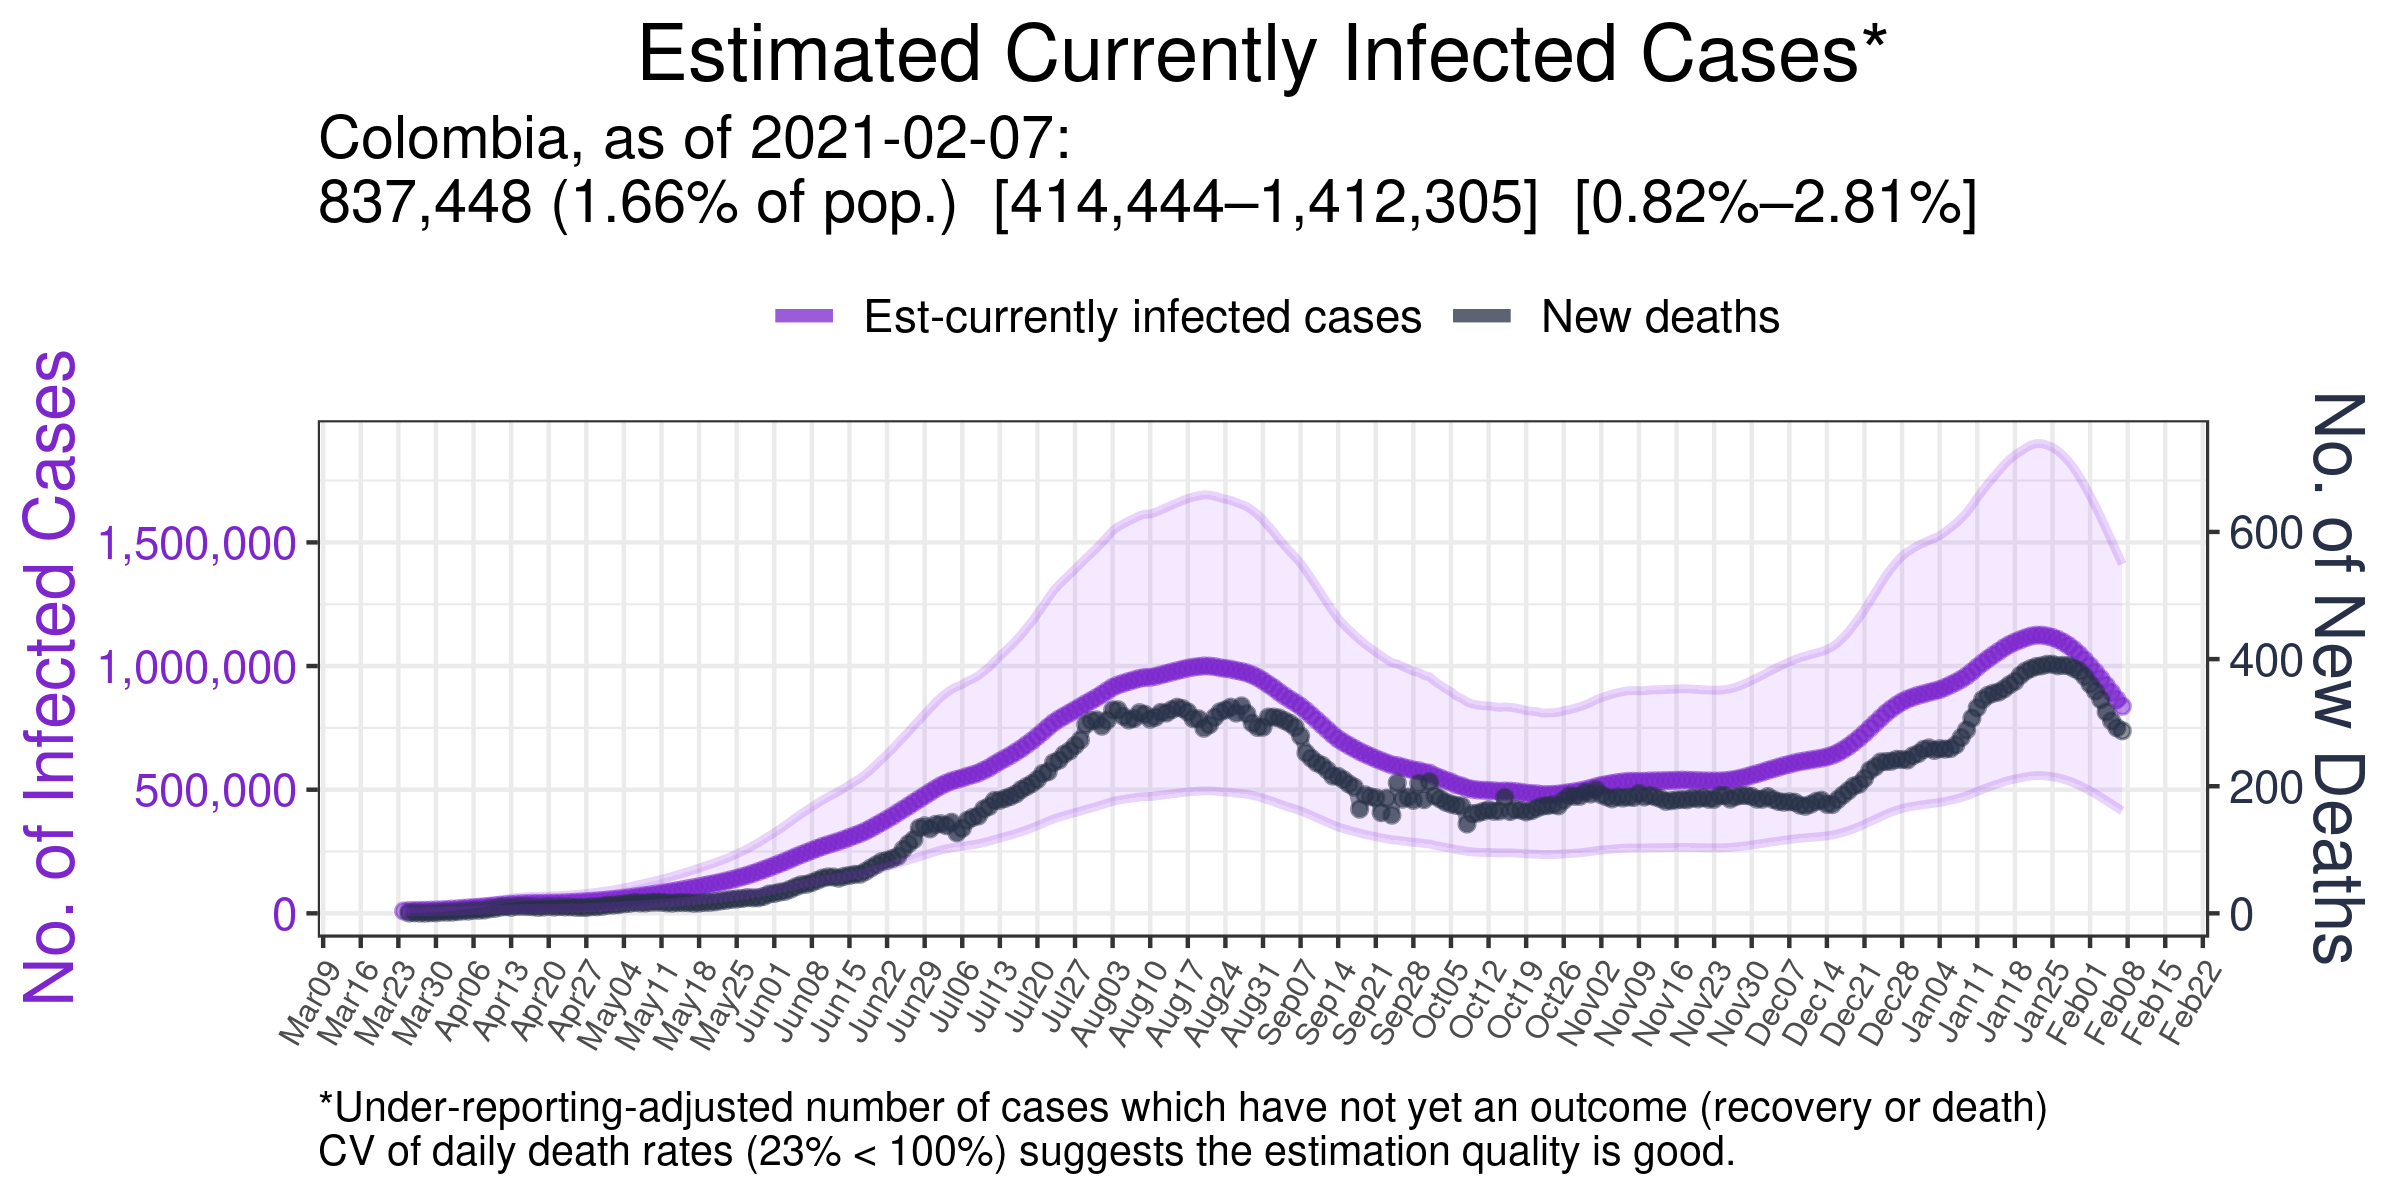 Estimated Currently Infected Cases*
Colombia, as of 2021-02-07:
837,448 (1.66% of pop.) [414,444–1,412,305] [0.82%–2.81%]
Est-currently infected cases
New deaths
No. of Infected Cases
1,500,000
1,000,000
500,000
0
No. of New Deaths
600
400
200
0
Mar09
Mar16
Mar23
Mar30
Apr06
Apr13
Apr20
Apr27
May04
May11
May18
May25
Jun01
Jun08
Jun15
Jun22
Jun29
Jul06
Jul13
Jul20
Jul27
Aug03
Aug10
Aug17
Aug24
Aug31
Sep07
Sep14
Sep21
Sep28
Oct05
Oct12
Oct19
Oct26
Nov02
Nov09
Nov16
Nov23
Nov30
Dec07
Dec14
Dec21
Dec28
Jan04
Jan11
Jan18
Jan25
Feb01
Feb08
Feb15
Feb22
*Under-reporting-adjusted number of cases which have not yet an outcome (recovery or death)
CV of daily death rates (23% < 100%) suggests the estimation quality is good.